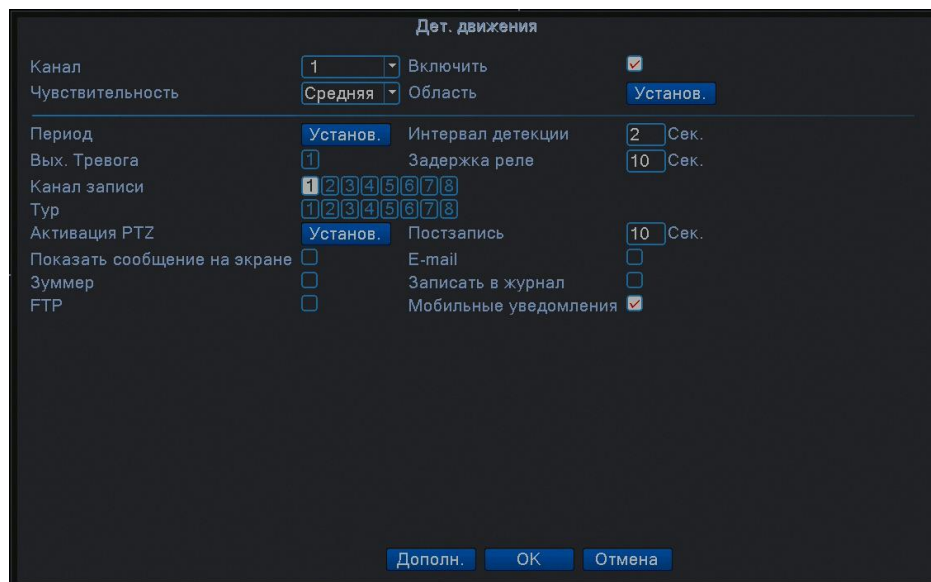 Дет. движения
Канал 1 Включить
Чувствительность Средняя Область Установ.
Период Установ. Интервал детекции 2 Сек.
Вых. Тревога 1 Задержка реле 10 Сек.
Канал записи 1 2 3 4 5 6 7 8
Тур 1 2 3 4 5 6 7 8
Активация PTZ Установ. Постзапись 10 Сек.
Показать сообщение на экране E-mail
Зуммер Записать в журнал
FTP Мобильные уведомления
Дополн. OK Отмена